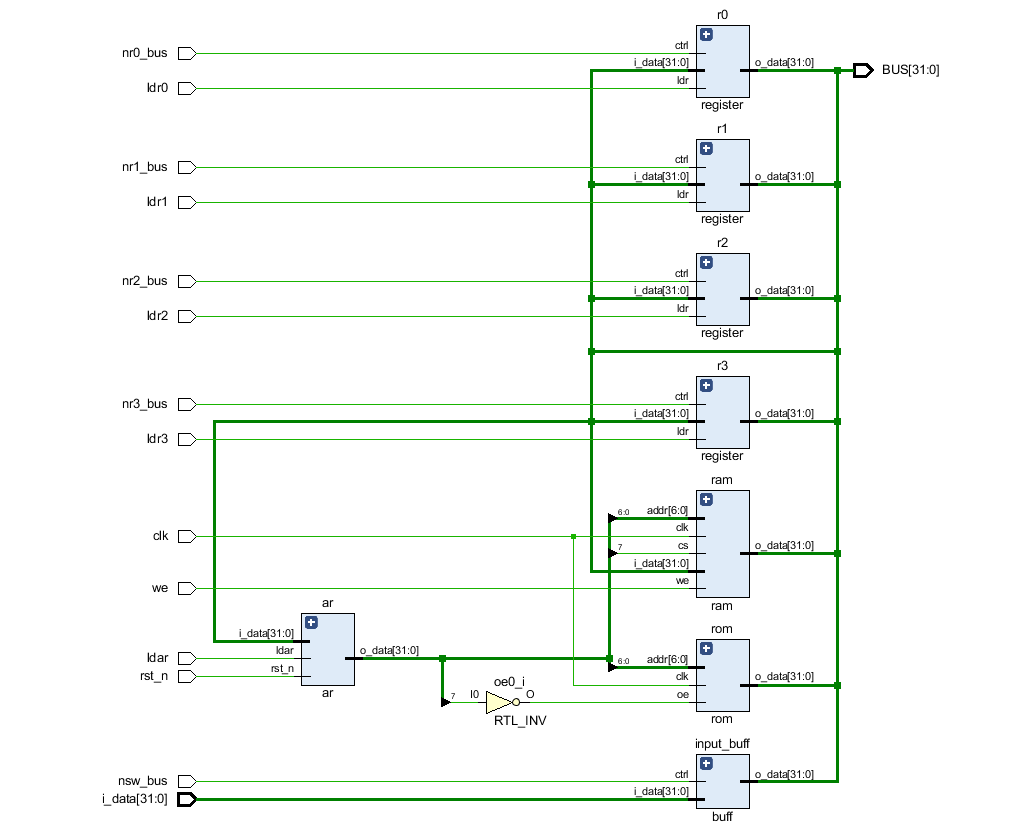 r0
nr0_bus
ctrl
i_data[31:0]
o_data[31:0]
BUS[31:0]
ldr0
ldr
register
r1
nr1_bus
ctrl
i_data[31:0]
o_data[31:0]
ldr1
ldr
register
r2
nr2_bus
ctrl
i_data[31:0]
o_data[31:0]
ldr2
ldr
register
r3
nr3_bus
ctrl
i_data[31:0]
o_data[31:0]
ldr3
ldr
register
ram
6:0
addr[6:0]
clk
clk
7
cs
o_data[31:0]
i_data[31:0]
we
we
ram
ar
rom
i_data[31:0]
ldar
ldar
o_data[31:0]
rst_n
rst_n
ar
6:0
addr[6:0]
clk
o_data[31:0]
oe0_i
7
I0
O
oe
RTL_INV
rom
input_buff
nsw_bus
ctrl
o_data[31:0]
i_data[31:0]
i_data[31:0]
buff